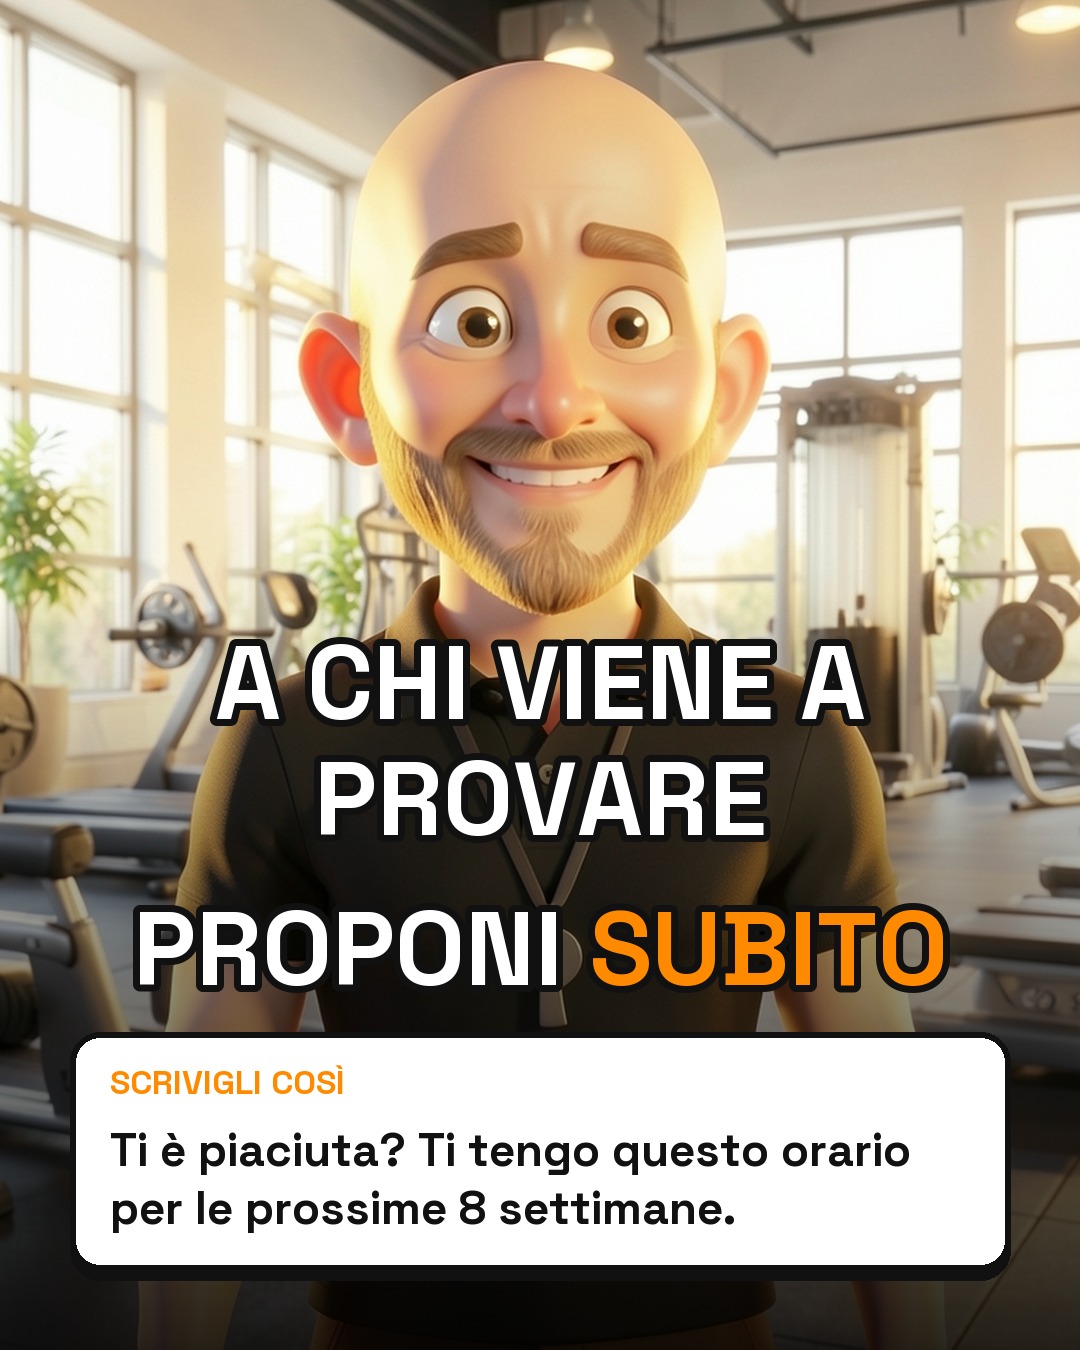 A CHI VIENE A
PROVARE
PROPONI SUBITO
SCRIVIGLI COSÌ
Ti è piaciuta? Ti tengo questo orario
per le prossime 8 settimane.